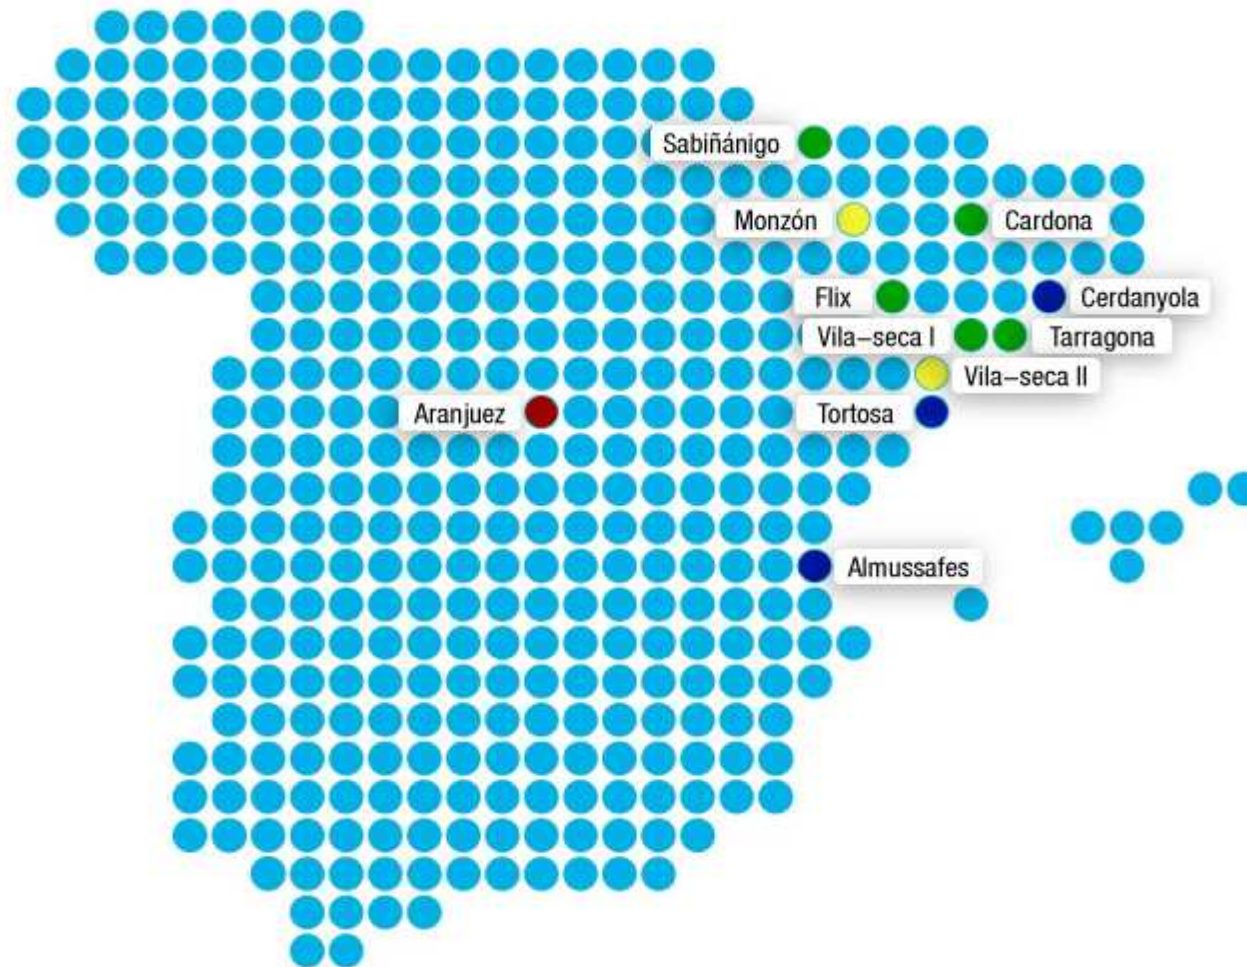 Sabiñánigo
Monzón
Cardona
Flix
Cerdanyola
Vila–seca I
Tarragona
Vila–seca II
Aranjuez
Tortosa
Almussafes